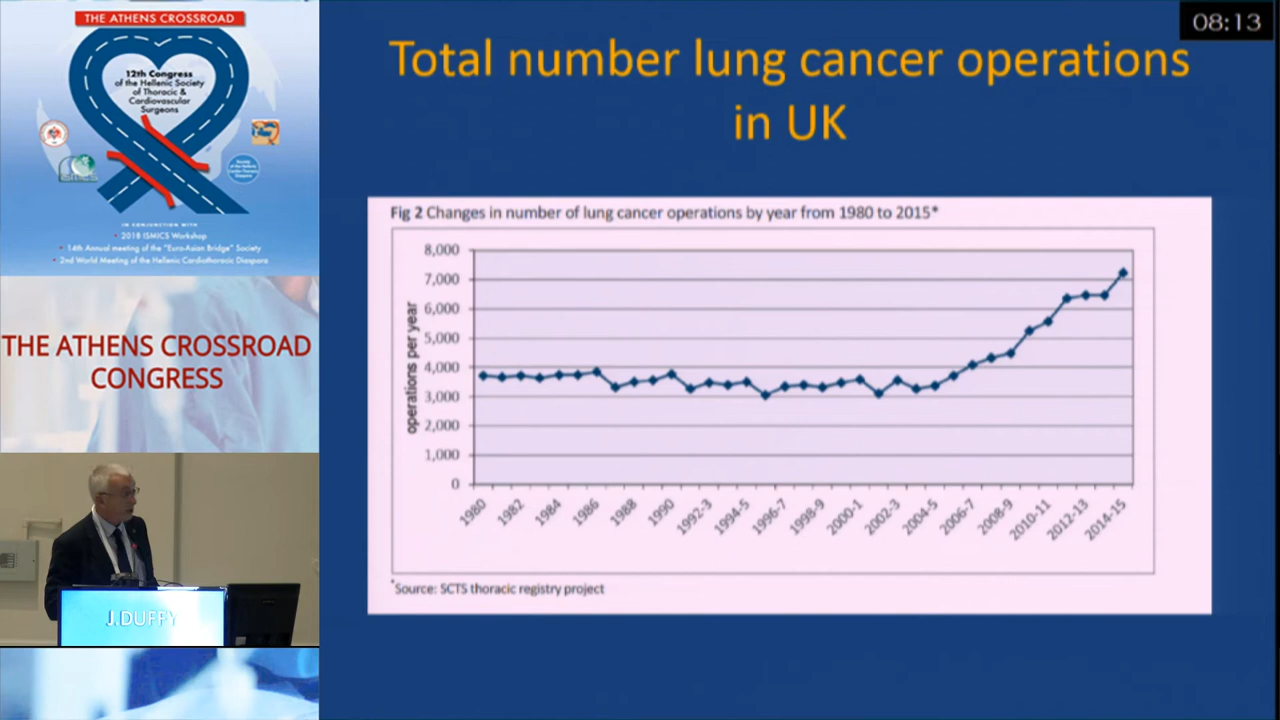 THE ATHENS CROSSROAD
12th Congress
of the Hellenic Society
of Thoracic &
Cardiovascular
Surgeons
IN CONJUNCTION WITH
• 2018 ISMICS Workshop
• 14th Annual meeting of the "Euro-Asian Bridge" Society
• 2nd World Meeting of the Hellenic Cardiothoracic Diaspora
THE ATHENS CROSSROAD
CONGRESS
J.DUFFY
08:13
Total number lung cancer operations
in UK
Fig 2 Changes in number of lung cancer operations by year from 1980 to 2015*
operations per year
8,000
7,000
6,000
5,000
4,000
3,000
2,000
1,000
0
1980
1982
1984
1986
1988
1990
1992-3
1994-5
1996-7
1998-9
2000-1
2002-3
2004-5
2006-7
2008-9
2010-11
2012-13
2014-15
*Source: SCTS thoracic registry project